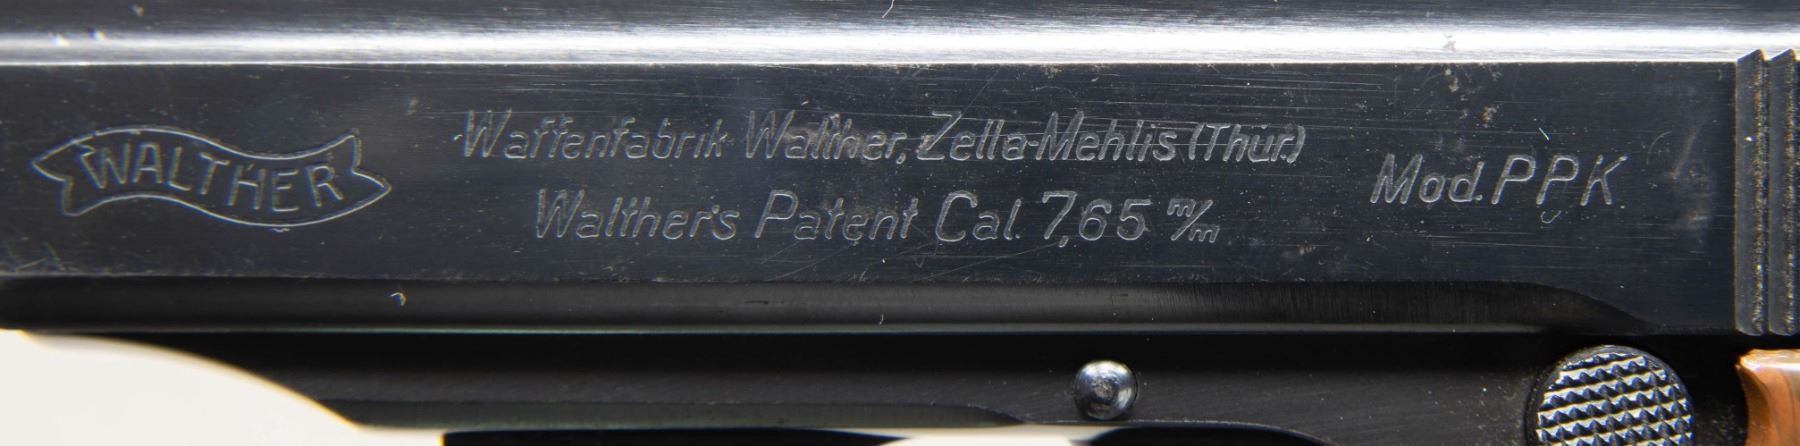 WALTHER
Waffenfabrik Walther, Zella-Mehlis (Thür.)
Walther's Patent Cal. 7,65 m/m
Mod. PPK